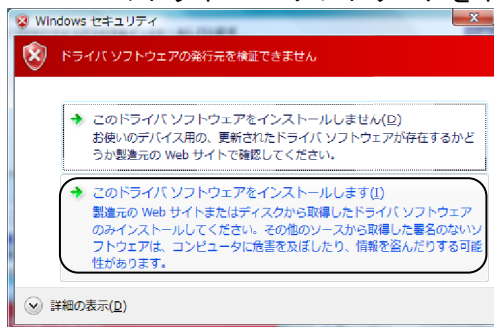 Windows セキュリティ
ドライバ ソフトウェアの発行元を検証できません
このドライバ ソフトウェアをインストールしません(D)
お使いのデバイス用の、更新されたドライバ ソフトウェアが存在するかど
うか製造元の Web サイトで確認してください。
このドライバ ソフトウェアをインストールします(I)
製造元の Web サイトまたはディスクから取得したドライバ ソフトウェア
のみインストールしてください。その他のソースから取得した署名のないソ
フトウェアは、コンピュータに危害を及ぼしたり、情報を盗んだりする可能
性があります。
詳細の表示(D)